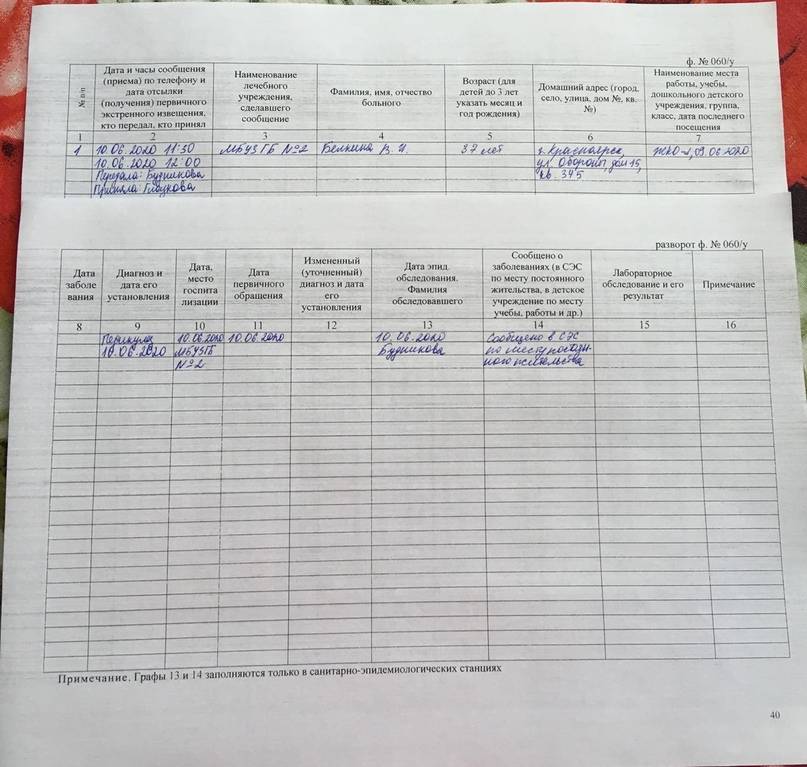 ф. № 060/у
№ п/п
Дата и часы сообщения
(приема) по телефону и
дата отсылки
(получения) первичного
экстренного извещения,
кто передал, кто принял
Наименование
лечебного
учреждения,
сделавшего
сообщение
Фамилия, имя, отчество
больного
Возраст (для
детей до 3 лет
указать месяц и
год рождения)
Домашний адрес (город,
село, улица, дом №, кв.
№)
Наименование места
работы, учебы,
дошкольного детского
учреждения, группа,
класс, дата последнего
посещения
1 2 3 4 5 6 7
1 10.06.2020 11:30 МБУЗ ГБ №2 Белкина В. И. 37 лет г. Красноярск, 09.06.2020
10.06.2020 12:00 ул. Обороны, дом 15,
Передала: Будникова кв. 345
Приняла: Глаукова
разворот ф. № 060/у
Дата
заболе
вания
Диагноз и
дата его
установления
Дата,
место
госпита
лизации
Дата
первичного
обращения
Измененный
(уточненный)
диагноз и дата
его
установления
Дата эпид.
обследования.
Фамилия
обследовавшего
Сообщено о
заболеваниях (в СЭС
по месту постоянного
жительства, в детское
учреждение по месту
учебы, работы и др.)
Лабораторное
обследование и его
результат
Примечание
8 9 10 11 12 13 14 15 16
10.06.2020 10.06.2020 10.06.2020 Сообщено в СЭС
10.06.2020 МБУЗ ГБ Будникова по месту постоян-
№2 ного жительства
Примечание. Графы 13 и 14 заполняются только в санитарно-эпидемиологических станциях
40